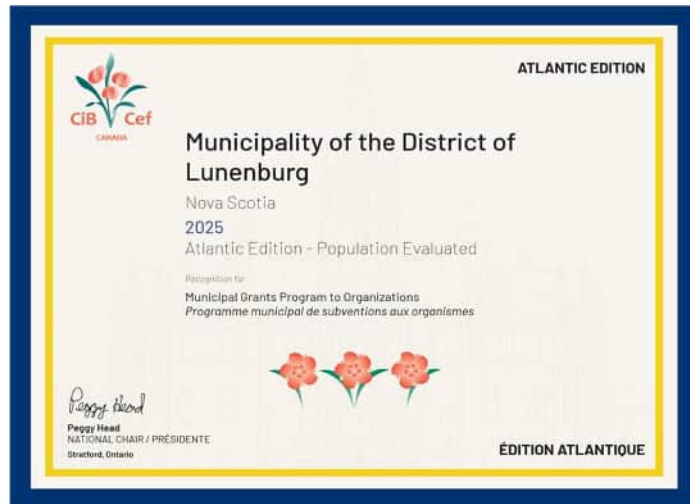 CiB Cef
CANADA
ATLANTIC EDITION
Municipality of the District of
Lunenburg
Nova Scotia
2025
Atlantic Edition - Population Evaluated
Recognition for
Municipal Grants Program to Organizations
Programme municipal de subventions aux organismes
Peggy Head
Peggy Head
NATIONAL CHAIR / PRÉSIDENTE
Stratford, Ontario
ÉDITION ATLANTIQUE